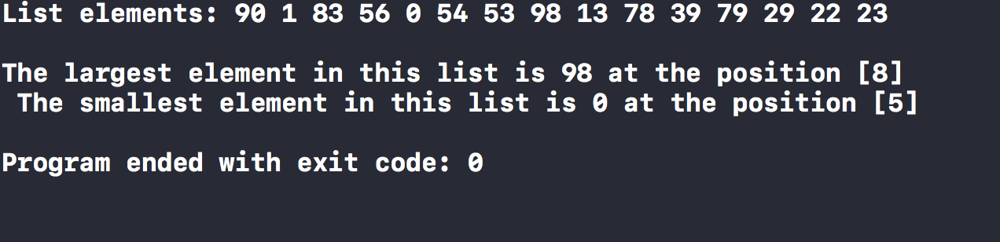 List elements: 90 1 83 56 0 54 53 98 13 78 39 79 29 22 23
The largest element in this list is 98 at the position [8]
The smallest element in this list is 0 at the position [5]
Program ended with exit code: 0